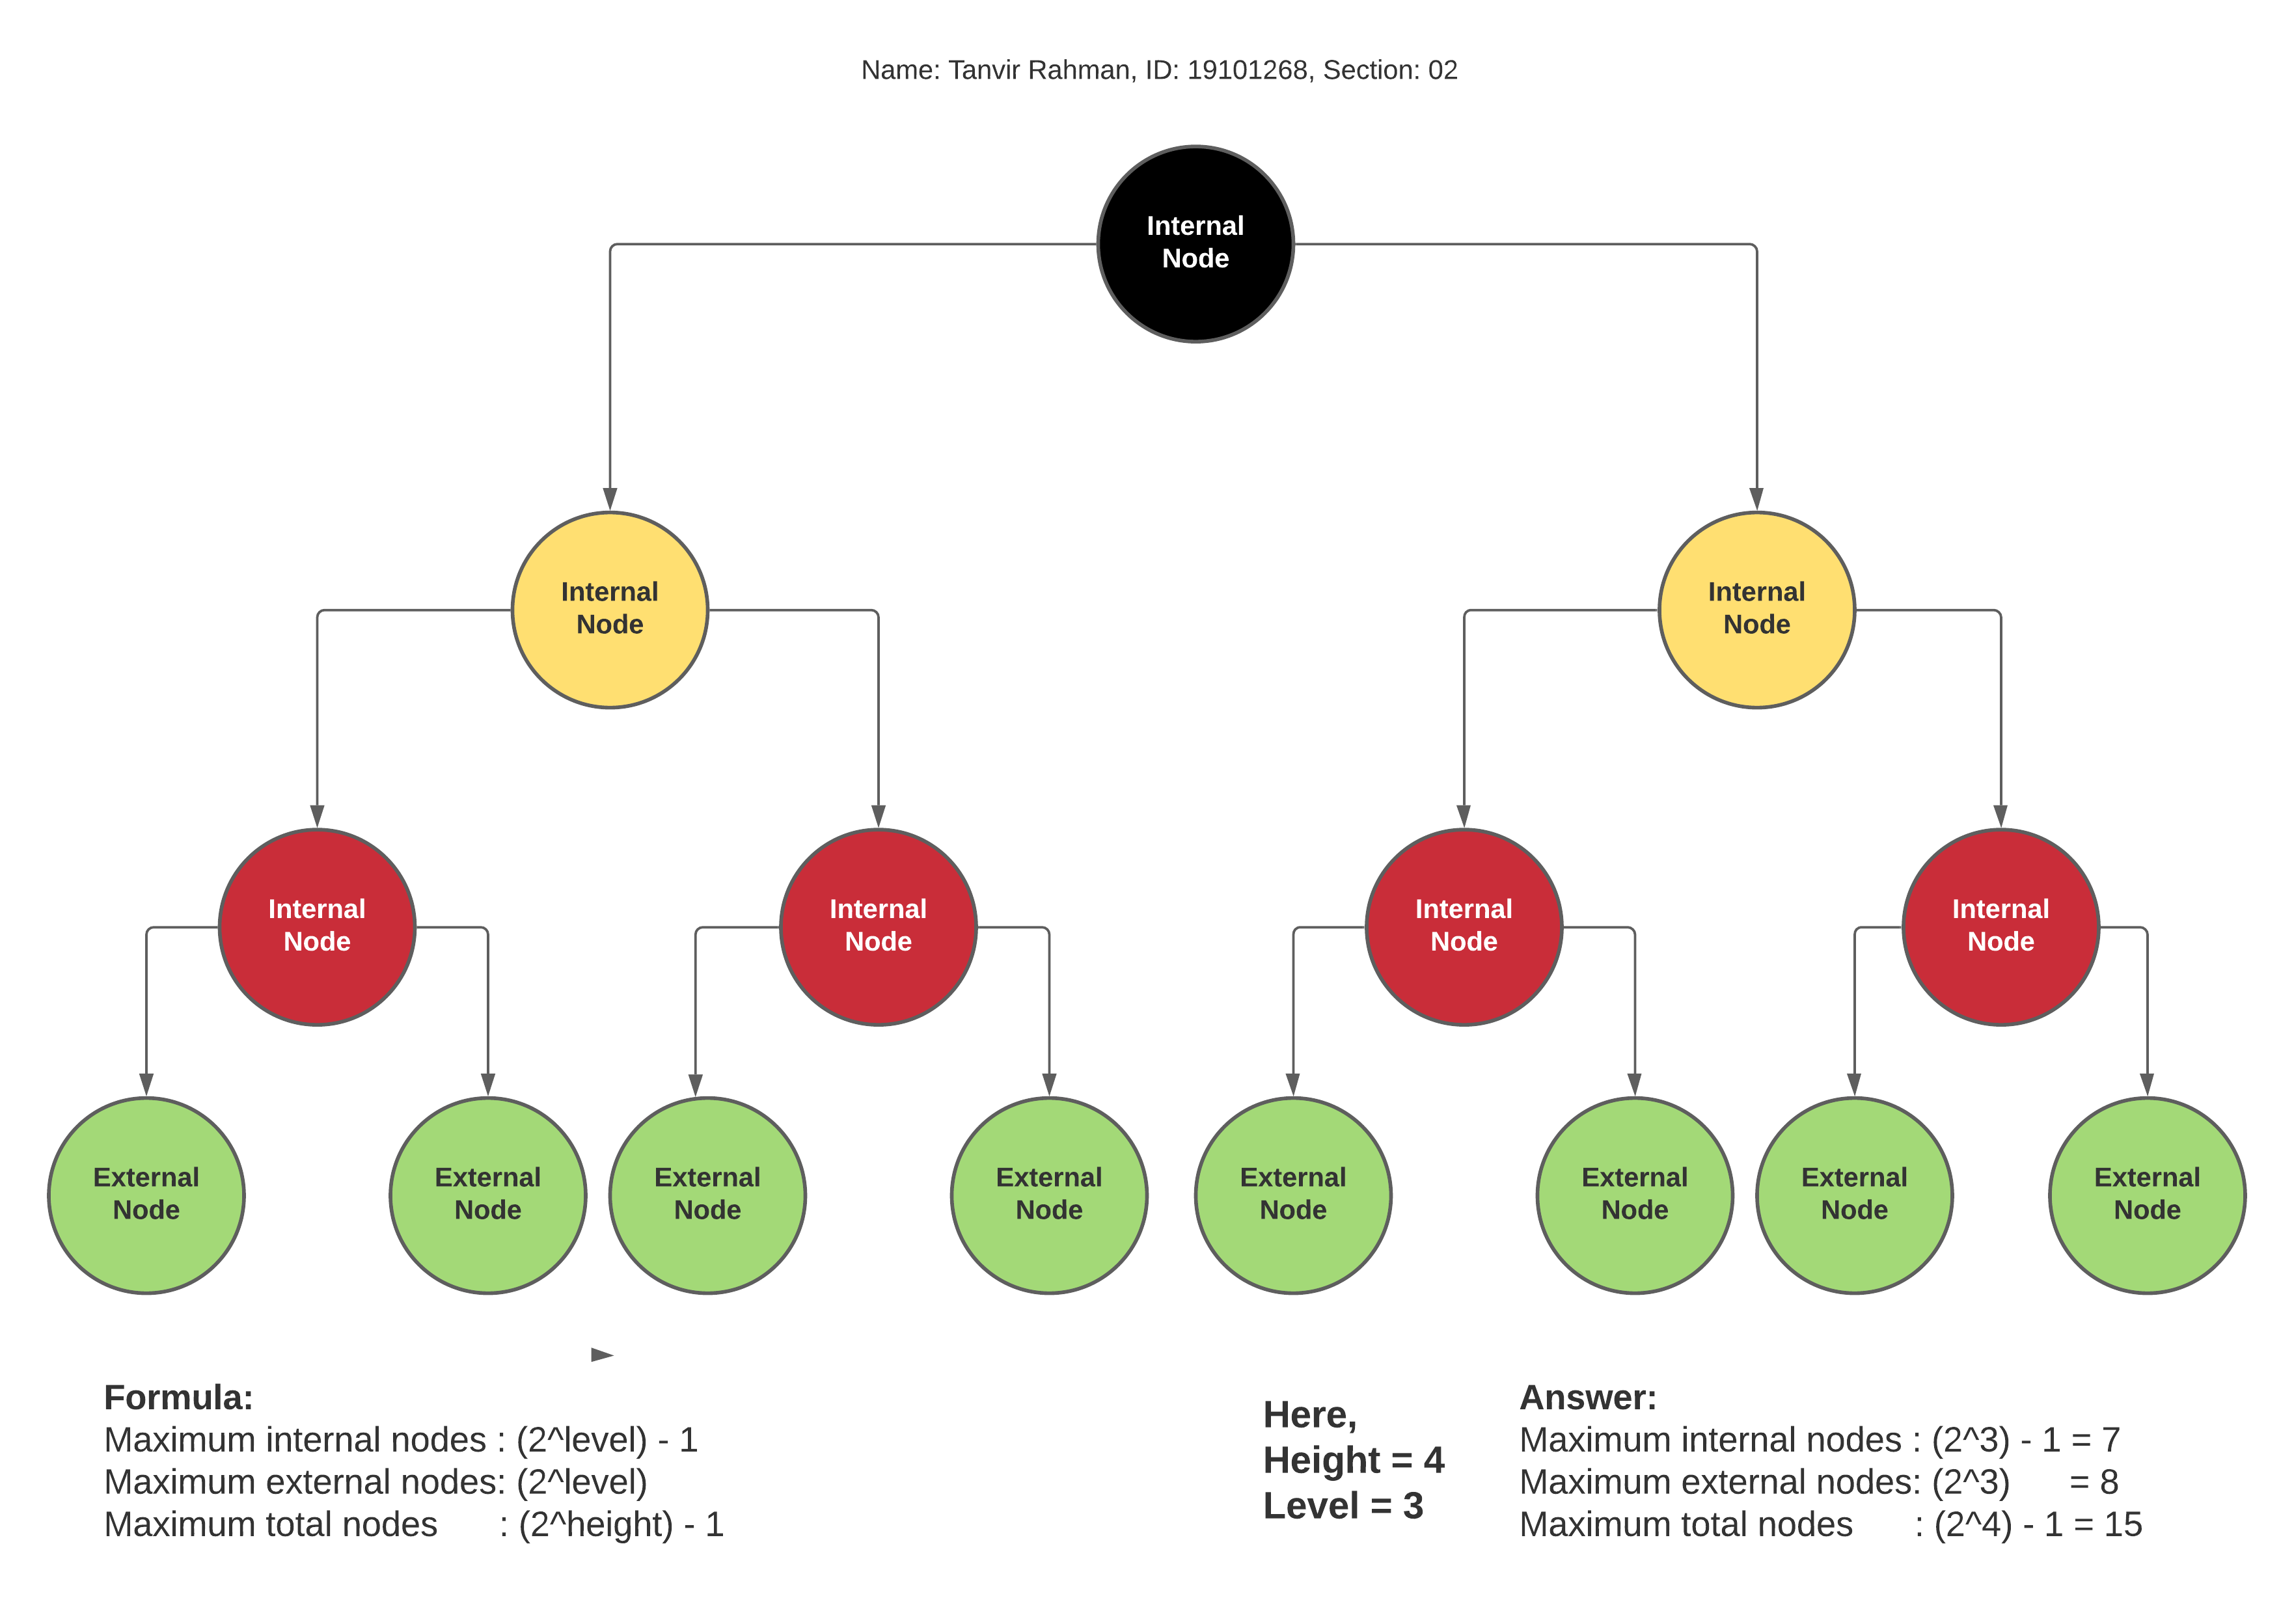 Name: Tanvir Rahman, ID: 19101268, Section: 02
Internal
Node
Internal
Node
Internal
Node
Internal
Node
Internal
Node
Internal
Node
Internal
Node
External
Node
External
Node
External
Node
External
Node
External
Node
External
Node
External
Node
External
Node
Formula:
Maximum internal nodes : (2^level) - 1
Maximum external nodes: (2^level)
Maximum total nodes : (2^height) - 1
Here,
Height = 4
Level = 3
Answer:
Maximum internal nodes : (2^3) - 1 = 7
Maximum external nodes: (2^3) = 8
Maximum total nodes : (2^4) - 1 = 15